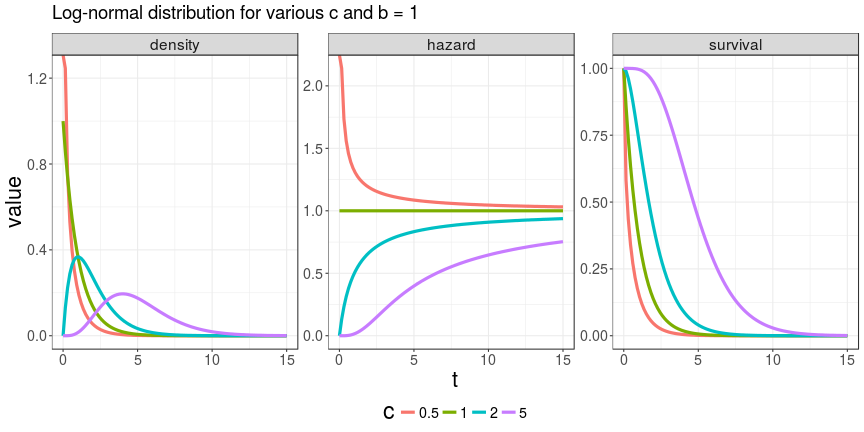 Log-normal distribution for various c and b = 1
density
hazard
survival
value
1.2
0.8
0.4
0.0
2.0
1.5
1.0
0.5
0.0
1.00
0.75
0.50
0.25
0.00
0 5 10 15
0 5 10 15
0 5 10 15
t
c 0.5 1 2 5